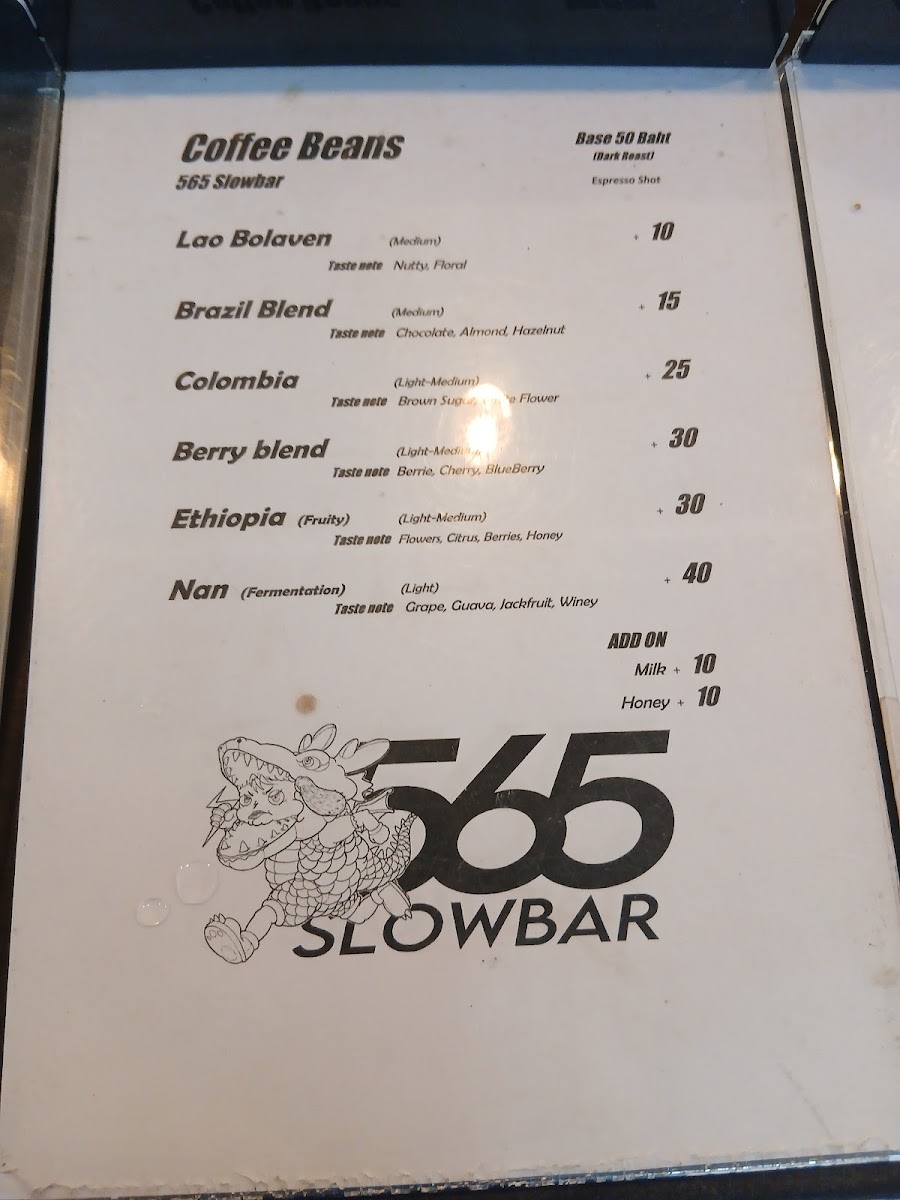 Coffee Beans
Base 50 Baht
(Dark Roast)
565 Slowbar
Espresso Shot
Lao Bolaven (Medium) + 10
Taste note Nutty, Floral
Brazil Blend (Medium) + 15
Taste note Chocolate, Almond, Hazelnut
Colombia (Light-Medium) + 25
Taste note Brown Sugar, Flower
Berry blend (Light-Medium) + 30
Taste note Berrie, Cherry, BlueBerry
Ethiopia (Fruity) (Light-Medium) + 30
Taste note Flowers, Citrus, Berries, Honey
Nan (Fermentation) (Light) + 40
Taste note Grape, Guava, Jackfruit, Winey
ADD ON
Milk + 10
Honey + 10
565
SLOWBAR